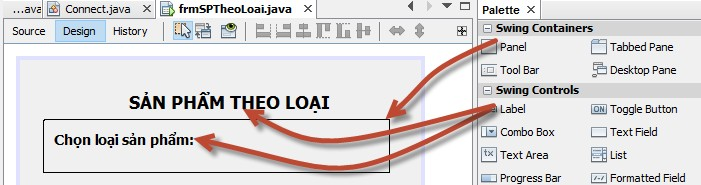 ...ava Connect.java frmSPTheoLoai.java
Source Design History
SẢN PHẨM THEO LOẠI
Chọn loại sản phẩm:
Palette
Swing Containers
Panel Tabbed Pane
Tool Bar Desktop Pane
Swing Controls
Label ON Toggle Button
Combo Box Text Field
tx Text Area List
Progress Bar Formatted Field